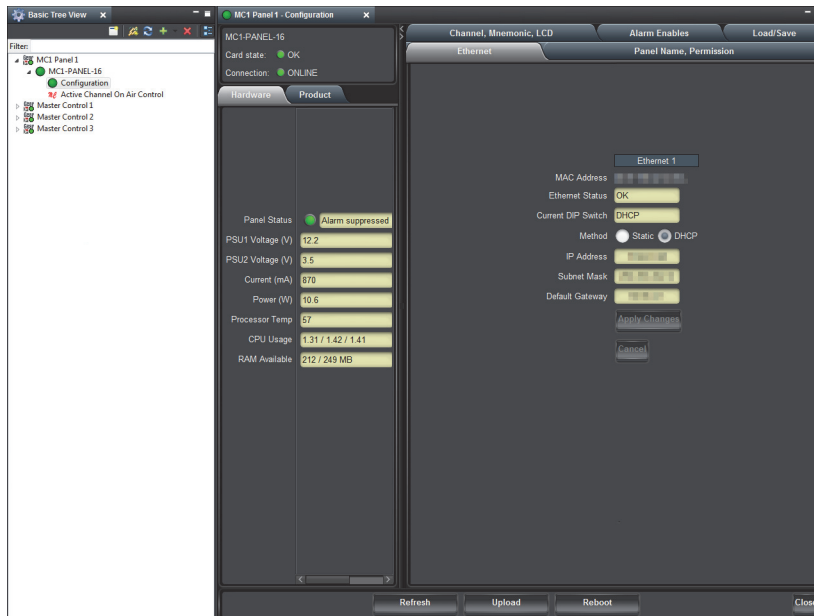 Basic Tree View
Filter:
MC1 Panel 1
MC1-PANEL-16
Configuration
Active Channel On Air Control
Master Control 1
Master Control 2
Master Control 3
MC1 Panel 1 - Configuration
MC1-PANEL-16
Card state: OK
Connection: ONLINE
Hardware
Product
Panel Status Alarm suppressed
PSU1 Voltage (V) 12.2
PSU2 Voltage (V) 3.5
Current (mA) 870
Power (W) 10.6
Processor Temp 57
CPU Usage 1.31 / 1.42 / 1.41
RAM Available 212 / 249 MB
Channel, Mnemonic, LCD
Alarm Enables
Load/Save
Ethernet
Panel Name, Permission
Ethernet 1
MAC Address
Ethernet Status OK
Current DIP Switch DHCP
Method Static DHCP
IP Address
Subnet Mask
Default Gateway
Apply Changes
Cancel
Refresh
Upload
Reboot
Close